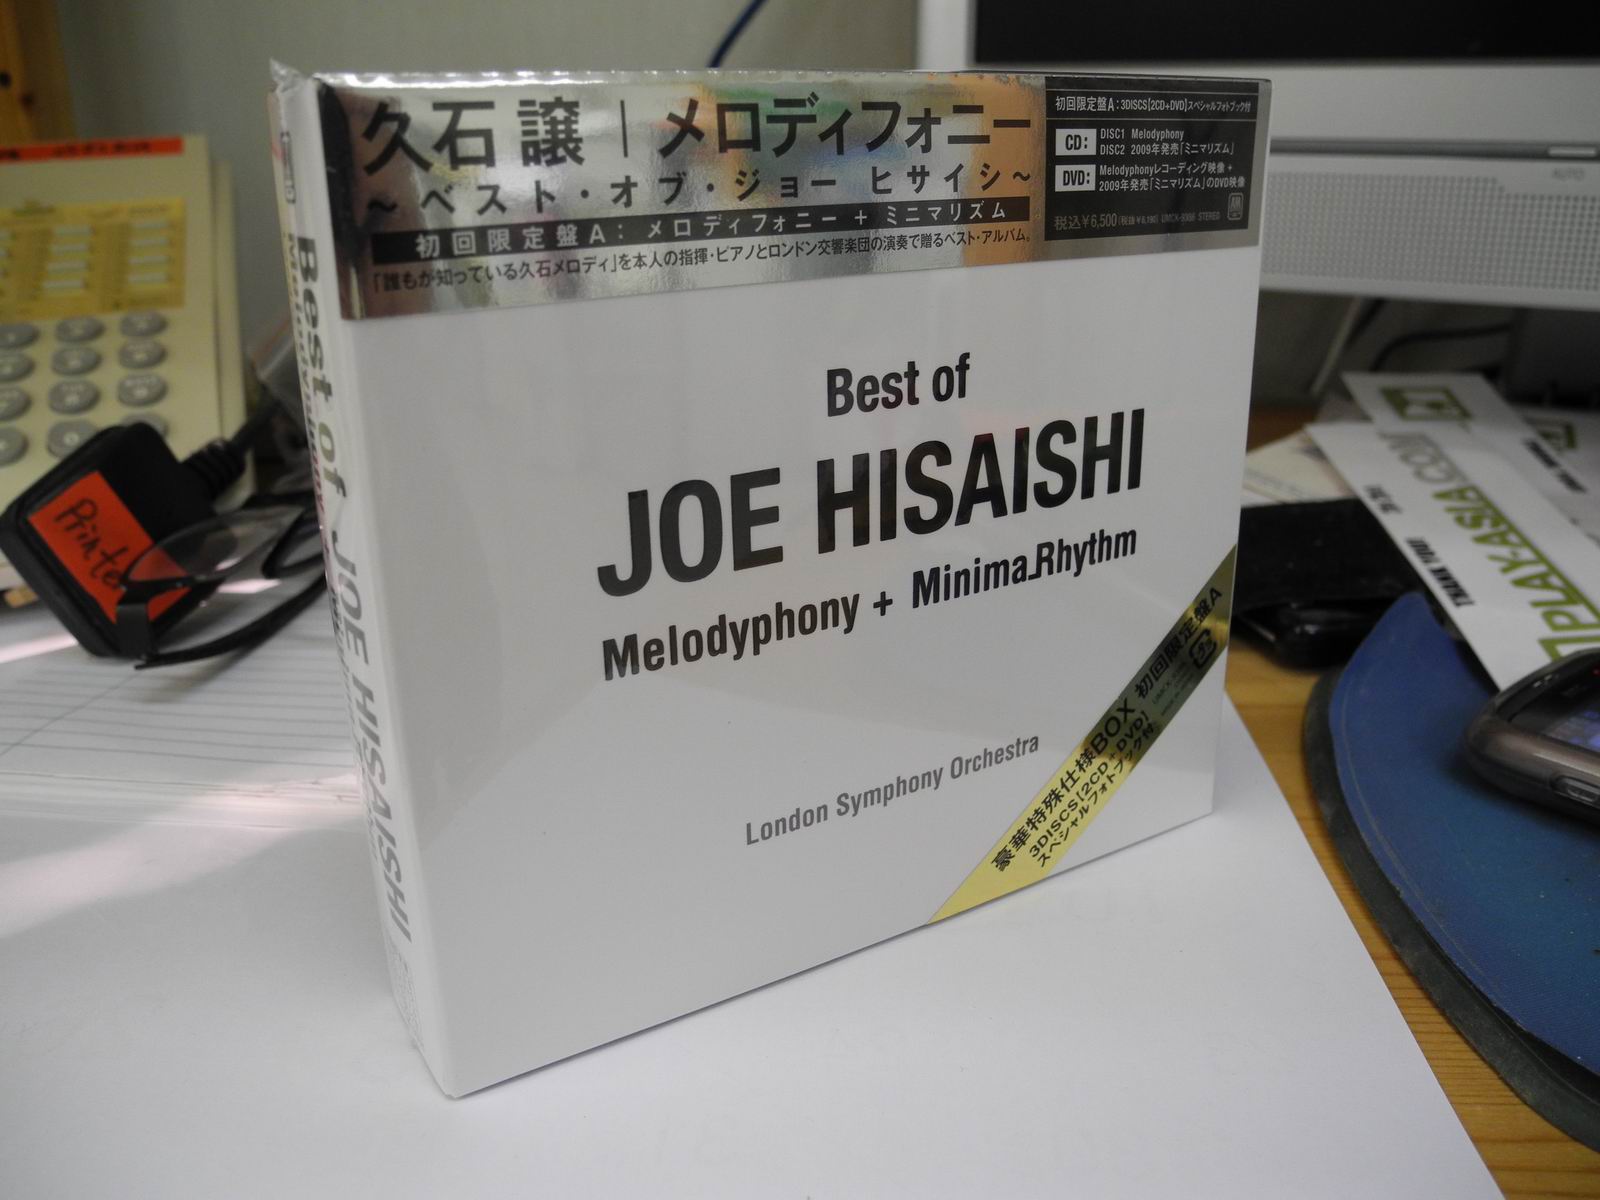 久石 譲 | メロディフォニー
~ベスト・オブ・ジョー ヒサイシ~
初回限定盤A: メロディフォニー + ミニマリズム
「誰もが知っている久石メロディ」を本人の指揮・ピアノとロンドン交響楽団の演奏で贈るベスト・アルバム。
初回限定盤A:3DISCS[2CD+DVD]スペシャルフォトブック付
CD: DISC1 Melodyphony
DISC2 2009年発売「ミニマリズム」
DVD: Melodyphonyレコーディング映像 +
2009年発売「ミニマリズム」のDVD映像
税込¥6,500 STEREO
Best of
JOE HISAISHI
Melodyphony + Minima_Rhythm
London Symphony Orchestra
豪華特殊仕様BOX 初回限定盤A
3DISCS[2CD+DVD]
スペシャルフォトブック付
Best of JOE HISAISHI
Printer
PLAY-ASIA.COM
THANK YOU!
AUTO